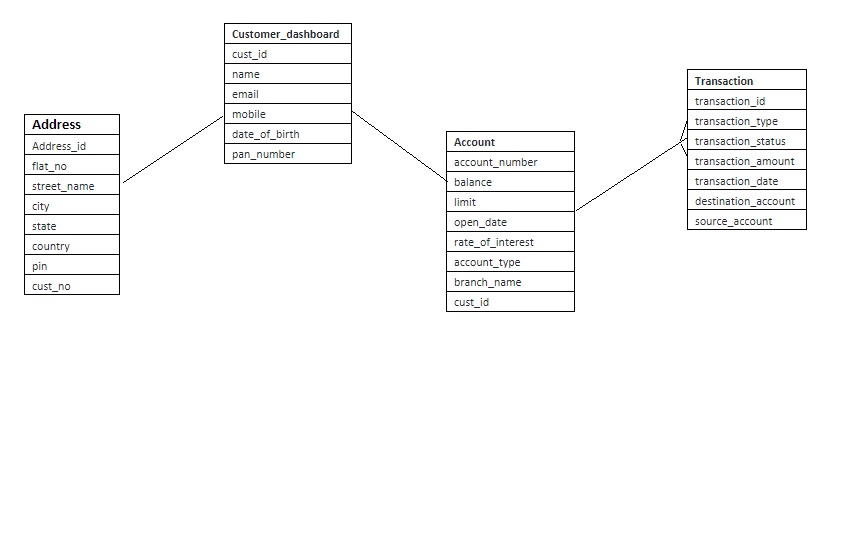 Customer_dashboard
cust_id
name
email
mobile
date_of_birth
pan_number
Address
Address_id
flat_no
street_name
city
state
country
pin
cust_no
Account
account_number
balance
limit
open_date
rate_of_interest
account_type
branch_name
cust_id
Transaction
transaction_id
transaction_type
transaction_status
transaction_amount
transaction_date
destination_account
source_account